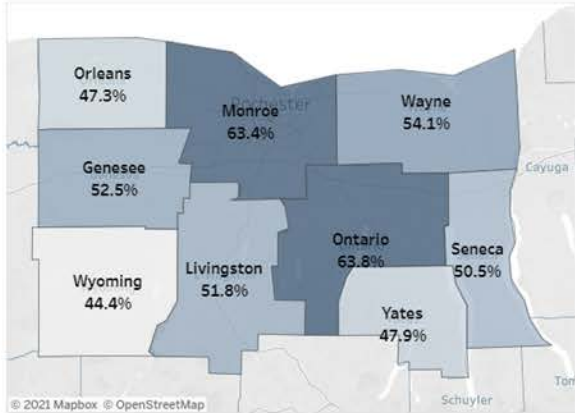 Orleans
47.3%
Rochester
Monroe
63.4%
Wayne
54.1%
Genesee
52.5%
Cayuga
Ontario
63.8%
Seneca
50.5%
Livingston
51.8%
Wyoming
44.4%
Yates
47.9%
© 2021 Mapbox © OpenStreetMap
Schuyler
Tom